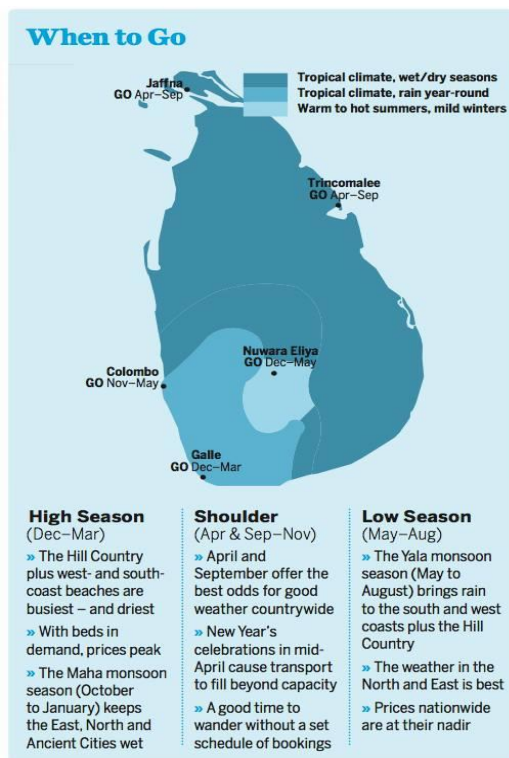 When to Go
Jaffna
GO Apr–Sep
Tropical climate, wet/dry seasons
Tropical climate, rain year-round
Warm to hot summers, mild winters
Trincomalee
GO Apr–Sep
Nuwara Eliya
GO Dec–May
Colombo
GO Nov–May
Galle
GO Dec–Mar
High Season
(Dec–Mar)
» The Hill Country
plus west- and south-
coast beaches are
busiest – and driest
» With beds in
demand, prices peak
» The Maha monsoon
season (October
to January) keeps
the East, North and
Ancient Cities wet
Shoulder
(Apr & Sep–Nov)
» April and
September offer the
best odds for good
weather countrywide
» New Year's
celebrations in mid-
April cause transport
to fill beyond capacity
» A good time to
wander without a set
schedule of bookings
Low Season
(May–Aug)
» The Yala monsoon
season (May to
August) brings rain
to the south and west
coasts plus the Hill
Country
» The weather in the
North and East is best
» Prices nationwide
are at their nadir